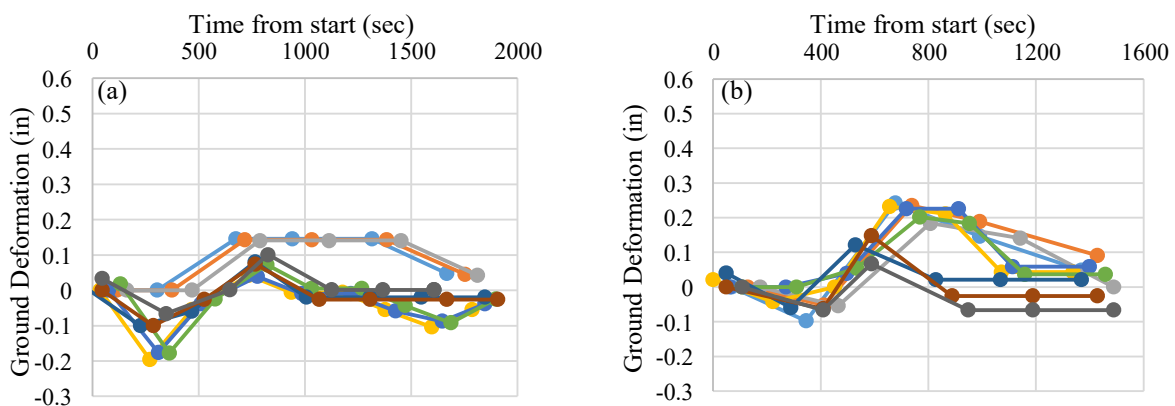 Time from start (sec)
0 500 1000 1500 2000
(a)
Ground Deformation (in)
0.6
0.5
0.4
0.3
0.2
0.1
0
-0.1
-0.2
-0.3
Time from start (sec)
0 400 800 1200 1600
(b)
Ground Deformation (in)
0.6
0.5
0.4
0.3
0.2
0.1
0
-0.1
-0.2
-0.3